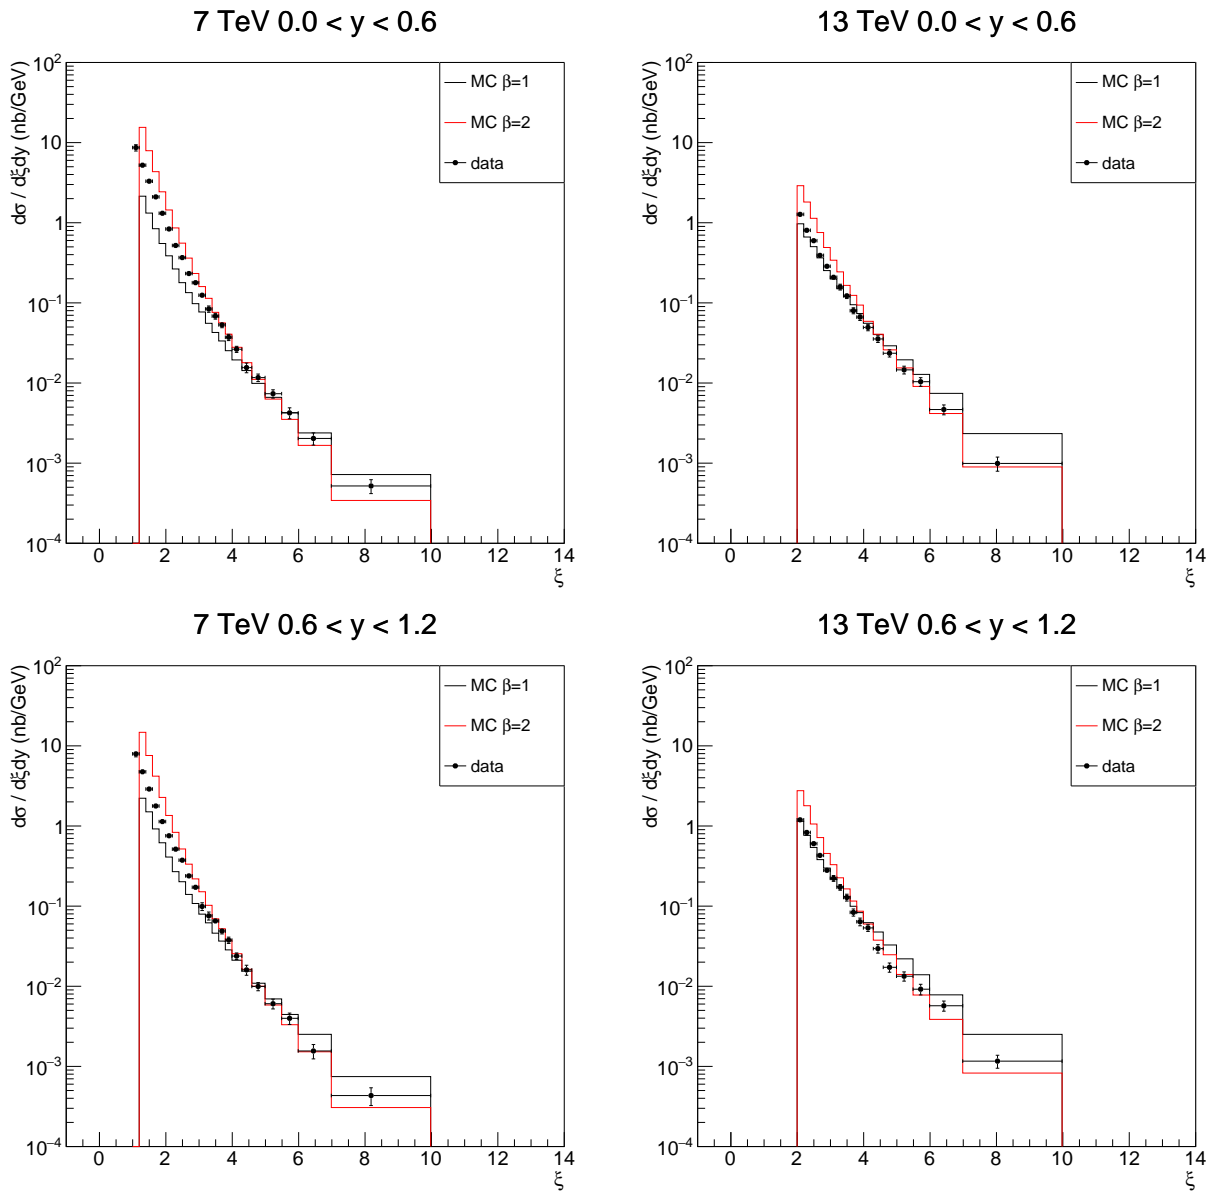 7 TeV 0.0 < y < 0.6
dσ / dξdy (nb/GeV)
10²
10
1
10⁻¹
10⁻²
10⁻³
10⁻⁴
MC β=1
MC β=2
data
0 2 4 6 8 10 12 14
ξ
13 TeV 0.0 < y < 0.6
dσ / dξdy (nb/GeV)
10²
10
1
10⁻¹
10⁻²
10⁻³
10⁻⁴
MC β=1
MC β=2
data
0 2 4 6 8 10 12 14
ξ
7 TeV 0.6 < y < 1.2
dσ / dξdy (nb/GeV)
10²
10
1
10⁻¹
10⁻²
10⁻³
10⁻⁴
MC β=1
MC β=2
data
0 2 4 6 8 10 12 14
ξ
13 TeV 0.6 < y < 1.2
dσ / dξdy (nb/GeV)
10²
10
1
10⁻¹
10⁻²
10⁻³
10⁻⁴
MC β=1
MC β=2
data
0 2 4 6 8 10 12 14
ξ